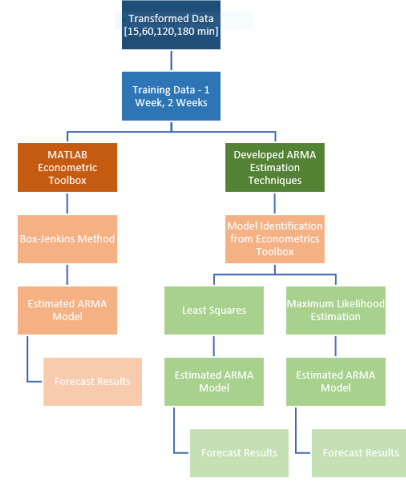 Transformed Data
[15,60,120,180 min]
Training Data - 1
Week, 2 Weeks
MATLAB
Econometric
Toolbox
Developed ARMA
Estimation
Techniques
Box-Jenkins Method
Model Identification
from Econometrics
Toolbox
Estimated ARMA
Model
Least Squares
Maximum Likelihood
Estimation
Forecast Results
Estimated ARMA
Model
Estimated ARMA
Model
Forecast Results
Forecast Results